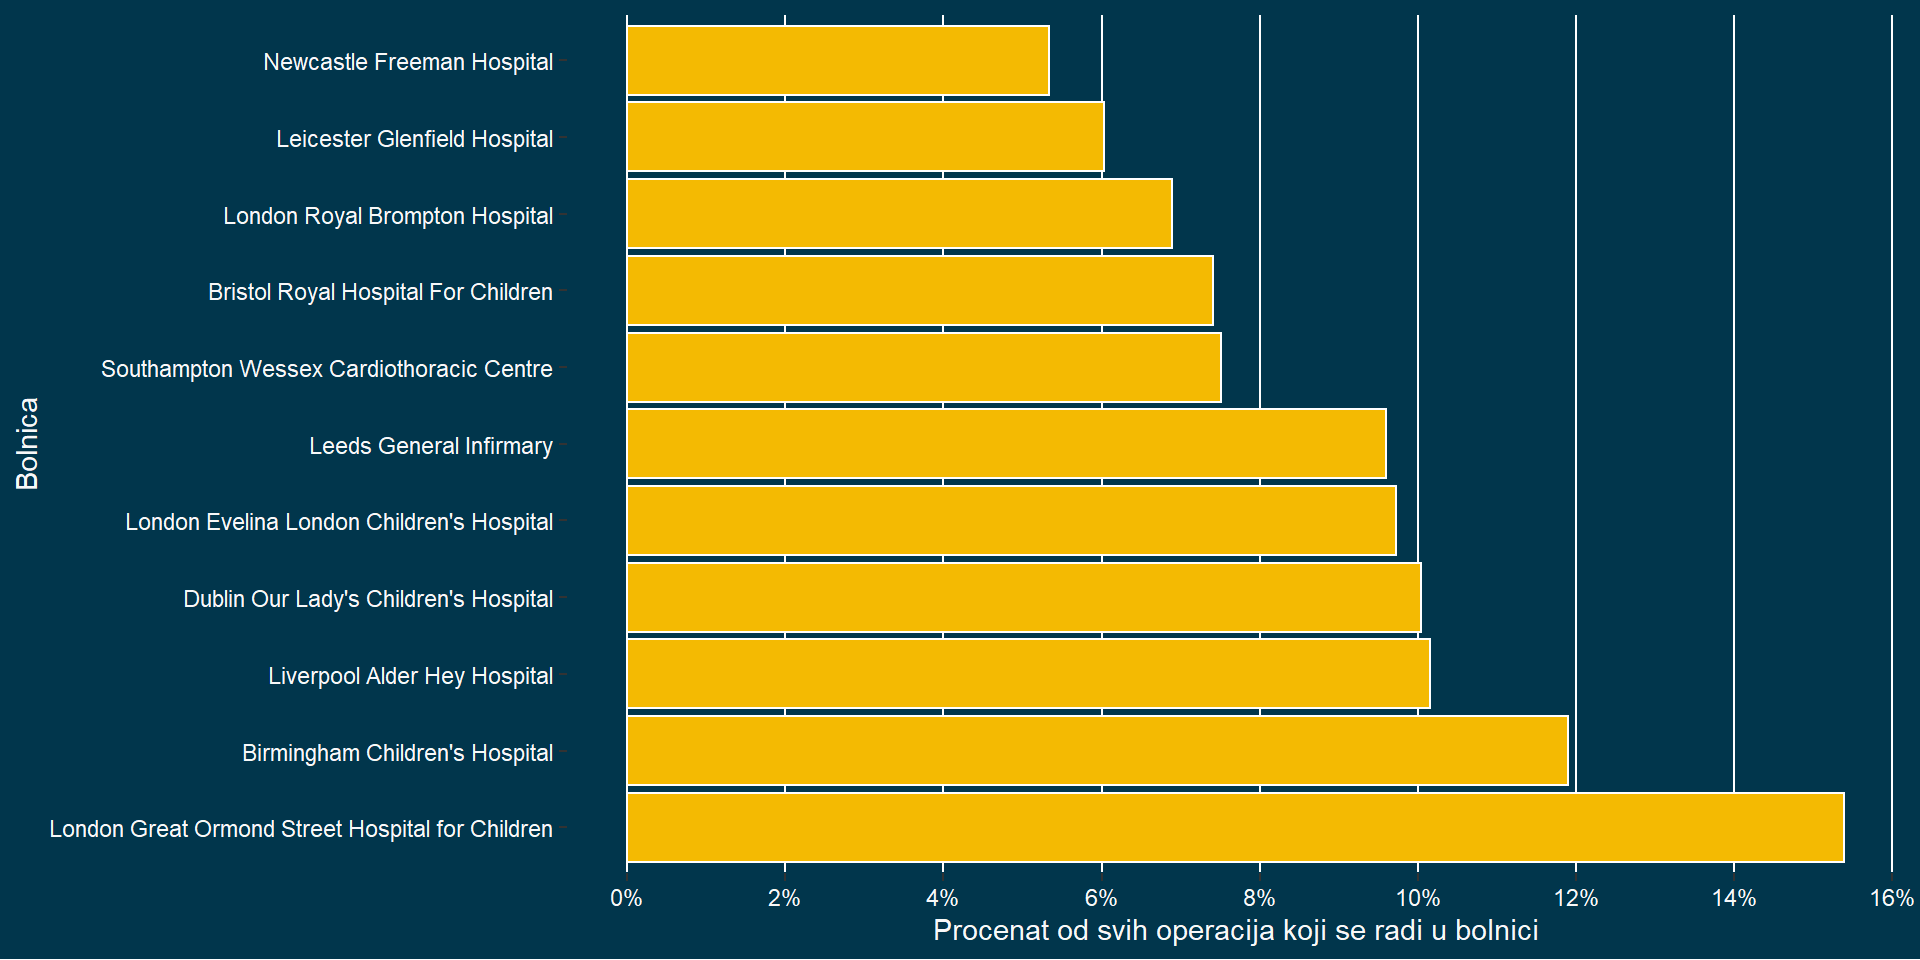 Newcastle Freeman Hospital
Leicester Glenfield Hospital
London Royal Brompton Hospital
Bristol Royal Hospital For Children
Southampton Wessex Cardiothoracic Centre
Leeds General Infirmary
London Evelina London Children's Hospital
Dublin Our Lady's Children's Hospital
Liverpool Alder Hey Hospital
Birmingham Children's Hospital
London Great Ormond Street Hospital for Children
Bolnica
0% 2% 4% 6% 8% 10% 12% 14% 16%
Procenat od svih operacija koji se radi u bolnici